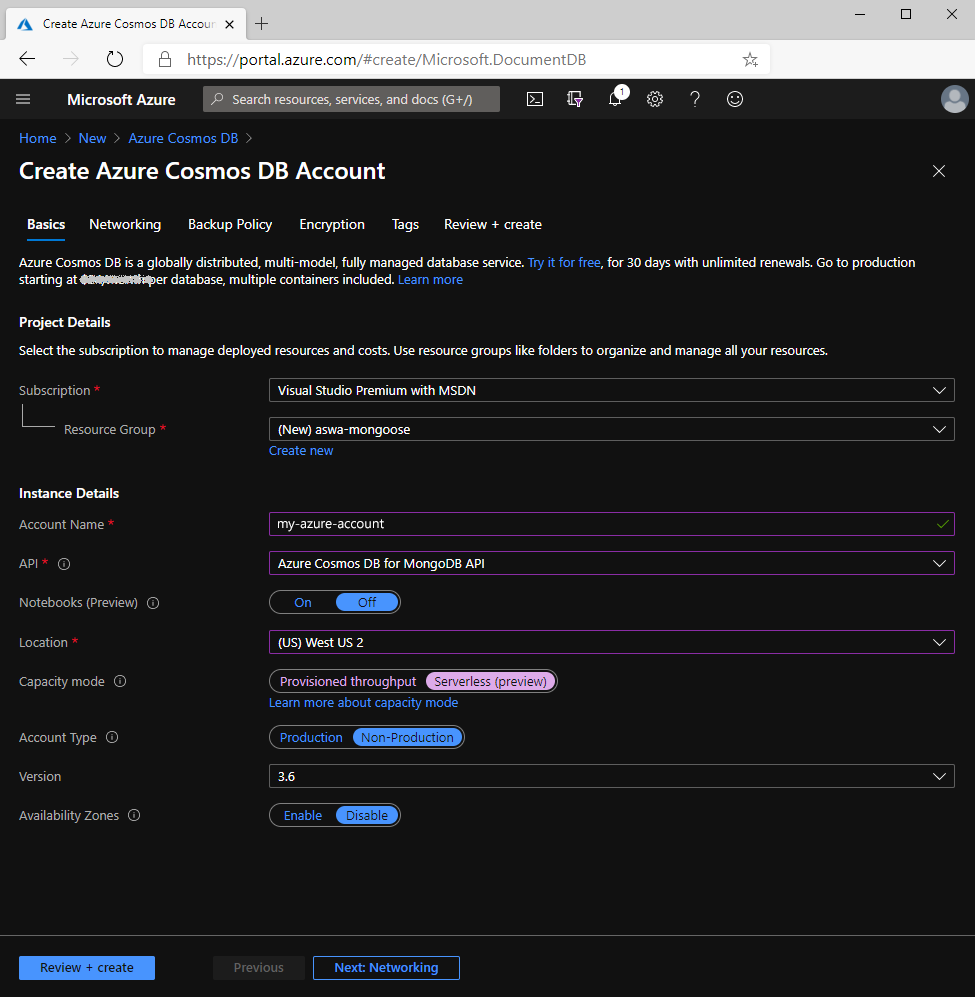 Create Azure Cosmos DB Accour
https://portal.azure.com/#create/Microsoft.DocumentDB
Microsoft Azure
Search resources, services, and docs (G+/)
1
Home > New > Azure Cosmos DB >
Create Azure Cosmos DB Account
Basics Networking Backup Policy Encryption Tags Review + create
Azure Cosmos DB is a globally distributed, multi-model, fully managed database service. Try it for free, for 30 days with unlimited renewals. Go to production
starting at per database, multiple containers included. Learn more
Project Details
Select the subscription to manage deployed resources and costs. Use resource groups like folders to organize and manage all your resources.
Subscription * Visual Studio Premium with MSDN
Resource Group * (New) aswa-mongoose
Create new
Instance Details
Account Name * my-azure-account
API * Azure Cosmos DB for MongoDB API
Notebooks (Preview) On Off
Location * (US) West US 2
Capacity mode Provisioned throughput Serverless (preview)
Learn more about capacity mode
Account Type Production Non-Production
Version 3.6
Availability Zones Enable Disable
Review + create Previous Next: Networking